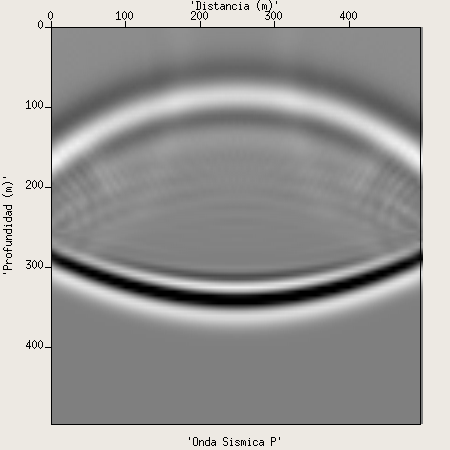 'Distancia (m)'
0 100 200 300 400
0
100
200
300
400
'Profundidad (m)'
'Onda Sismica P'